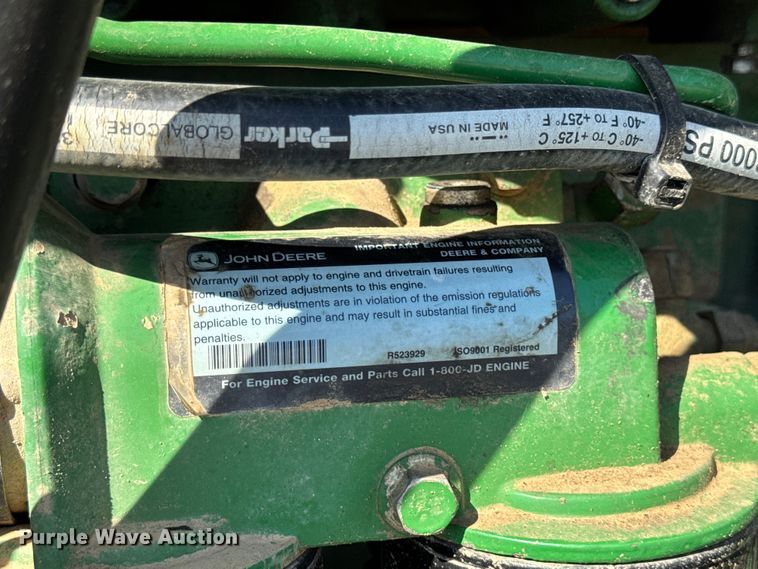 3
GLOBALCORE
Parker
MADE IN USA
-40° C TO +125° C
-40° F TO +257° F
000 PS
JOHN DEERE
IMPORTANT ENGINE INFORMATION
DEERE & COMPANY
Warranty will not apply to engine and drivetrain failures resulting
from unauthorized adjustments to this engine.
Unauthorized adjustments are in violation of the emission regulations
applicable to this engine and may result in substantial fines and
penalties.
R523929 ISO9001 Registered
For Engine Service and Parts Call 1-800-JD ENGINE
Purple Wave Auction